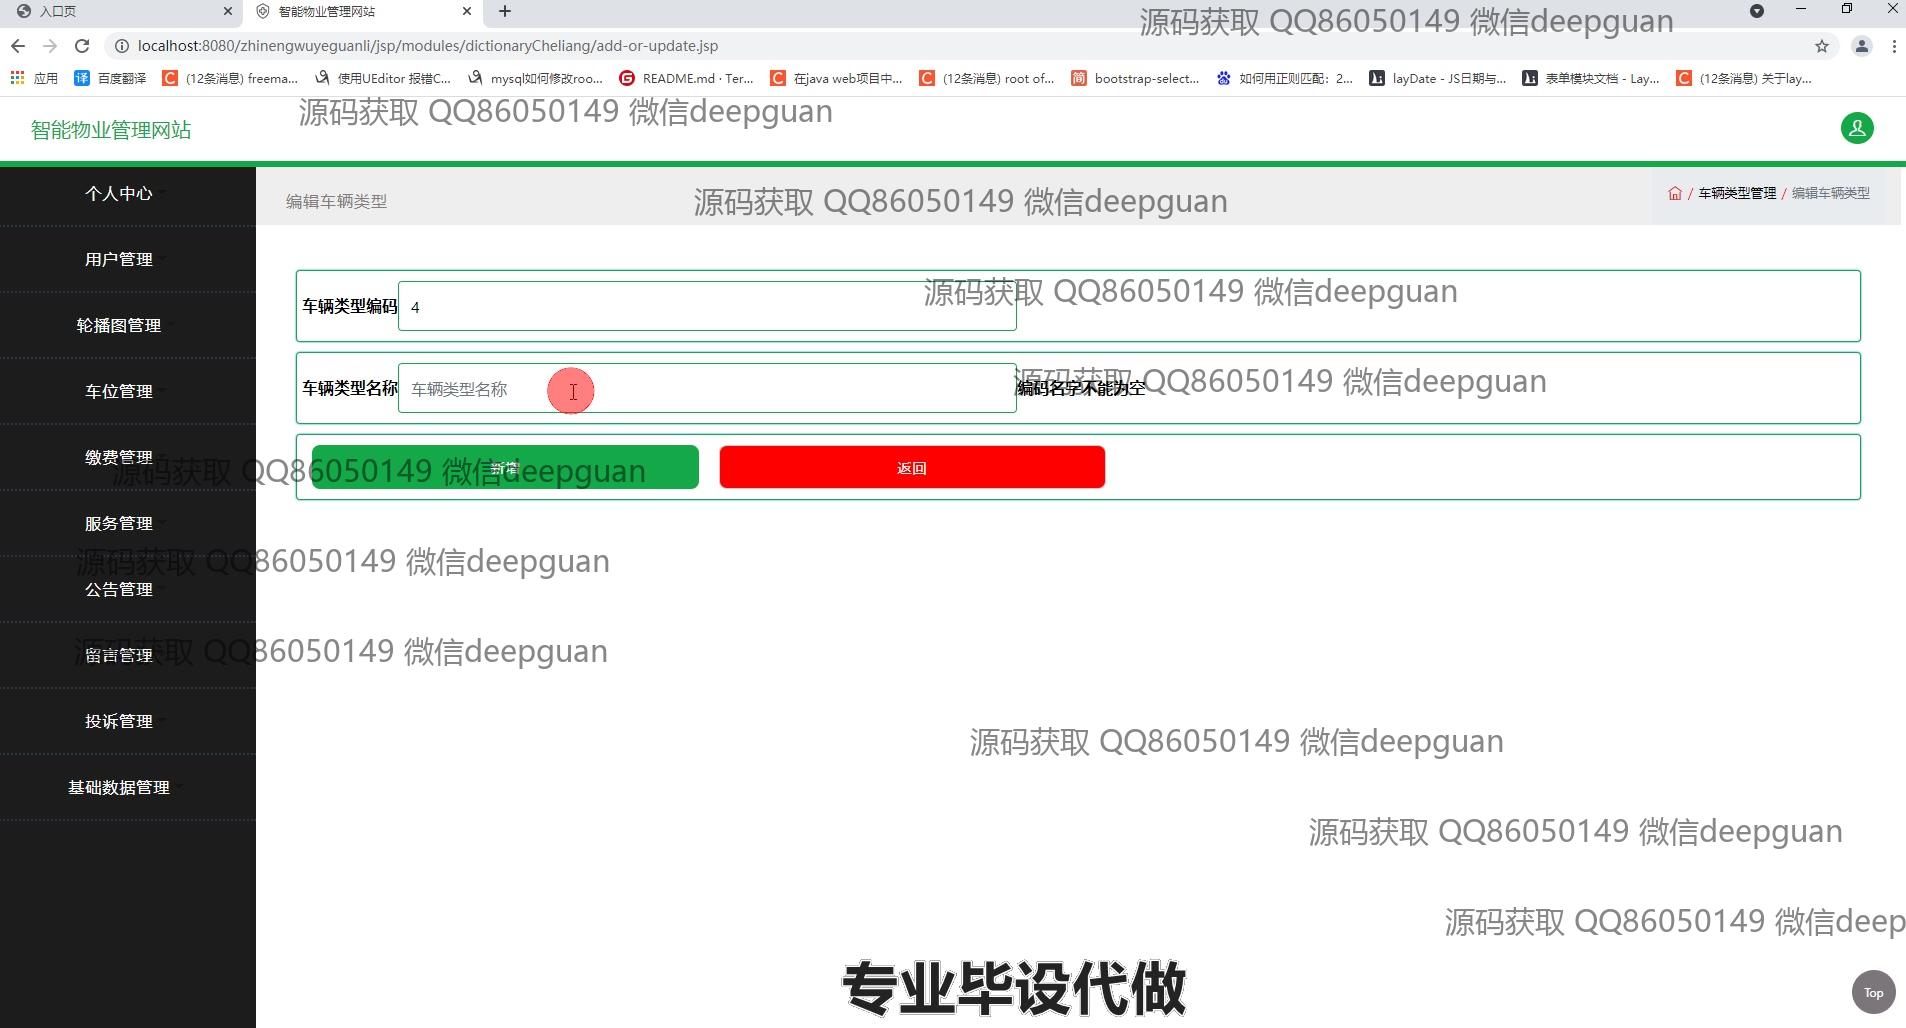 入口页
智能物业管理网站
源码获取 QQ86050149 微信deepguan
localhost:8080/zhinengwuyeguanli/jsp/modules/dictionaryCheliang/add-or-update.jsp
应用 百度翻译 (12条消息) freema... 使用UEditor 报错C... mysql如何修改roo... README.md · Ter... 在java web项目中... (12条消息) root of... bootstrap-select... 如何用正则匹配：2... layDate - JS日期与... 表单模块文档 - Lay... (12条消息) 关于lay...
源码获取 QQ86050149 微信deepguan
智能物业管理网站
个人中心
编辑车辆类型
源码获取 QQ86050149 微信deepguan
/ 车辆类型管理 / 编辑车辆类型
用户管理
源码获取 QQ86050149 微信deepguan
车辆类型编码 4
轮播图管理
车位管理
车辆类型名称 车辆类型名称 编码名字不能为空
源码获取 QQ86050149 微信deepguan
缴费管理
源码获取 QQ86050149 微信deepguan
新增
返回
服务管理
源码获取 QQ86050149 微信deepguan
公告管理
源码获取 QQ86050149 微信deepguan
留言管理
投诉管理
源码获取 QQ86050149 微信deepguan
基础数据管理
源码获取 QQ86050149 微信deepguan
源码获取 QQ86050149 微信deep
专业毕设代做
Top